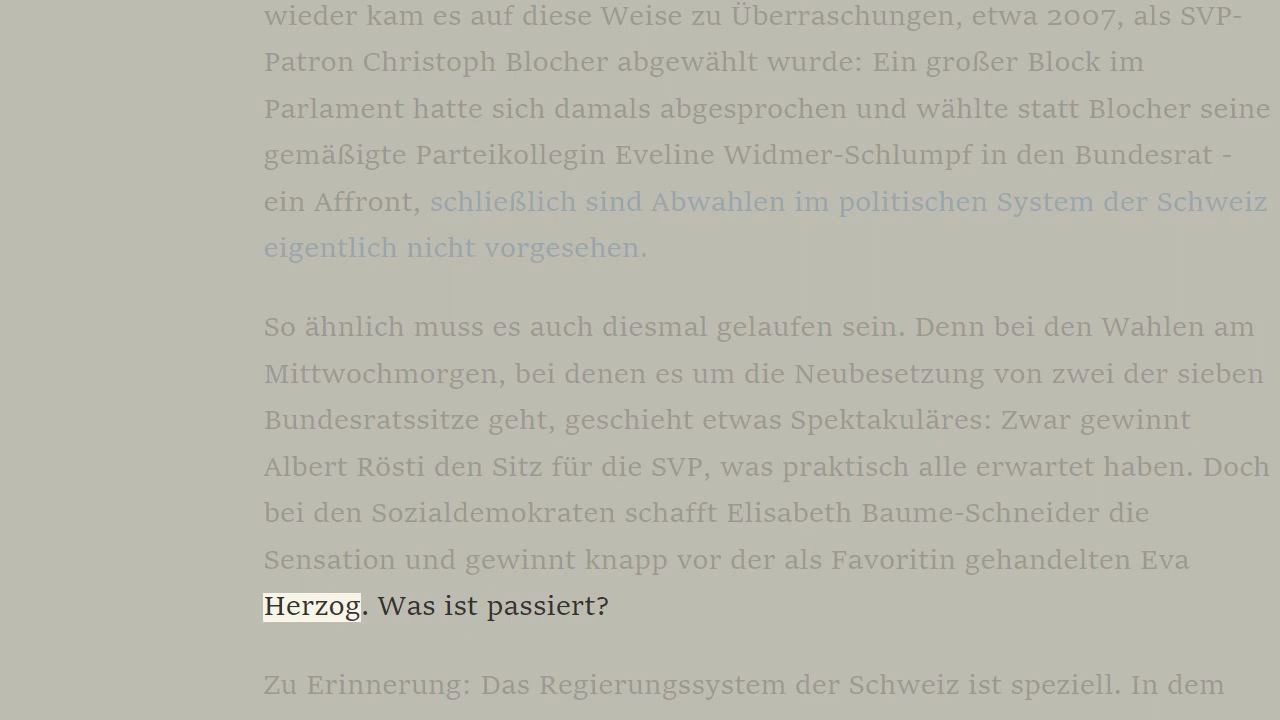 wieder kam es auf diese Weise zu Überraschungen, etwa 2007, als SVP-
Patron Christoph Blocher abgewählt wurde: Ein großer Block im
Parlament hatte sich damals abgesprochen und wählte statt Blocher seine
gemäßigte Parteikollegin Eveline Widmer-Schlumpf in den Bundesrat -
ein Affront, schließlich sind Abwahlen im politischen System der Schweiz
eigentlich nicht vorgesehen.
So ähnlich muss es auch diesmal gelaufen sein. Denn bei den Wahlen am
Mittwochmorgen, bei denen es um die Neubesetzung von zwei der sieben
Bundesratssitze geht, geschieht etwas Spektakuläres: Zwar gewinnt
Albert Rösti den Sitz für die SVP, was praktisch alle erwartet haben. Doch
bei den Sozialdemokraten schafft Elisabeth Baume-Schneider die
Sensation und gewinnt knapp vor der als Favoritin gehandelten Eva
Herzog. Was ist passiert?
Zu Erinnerung: Das Regierungssystem der Schweiz ist speziell. In dem